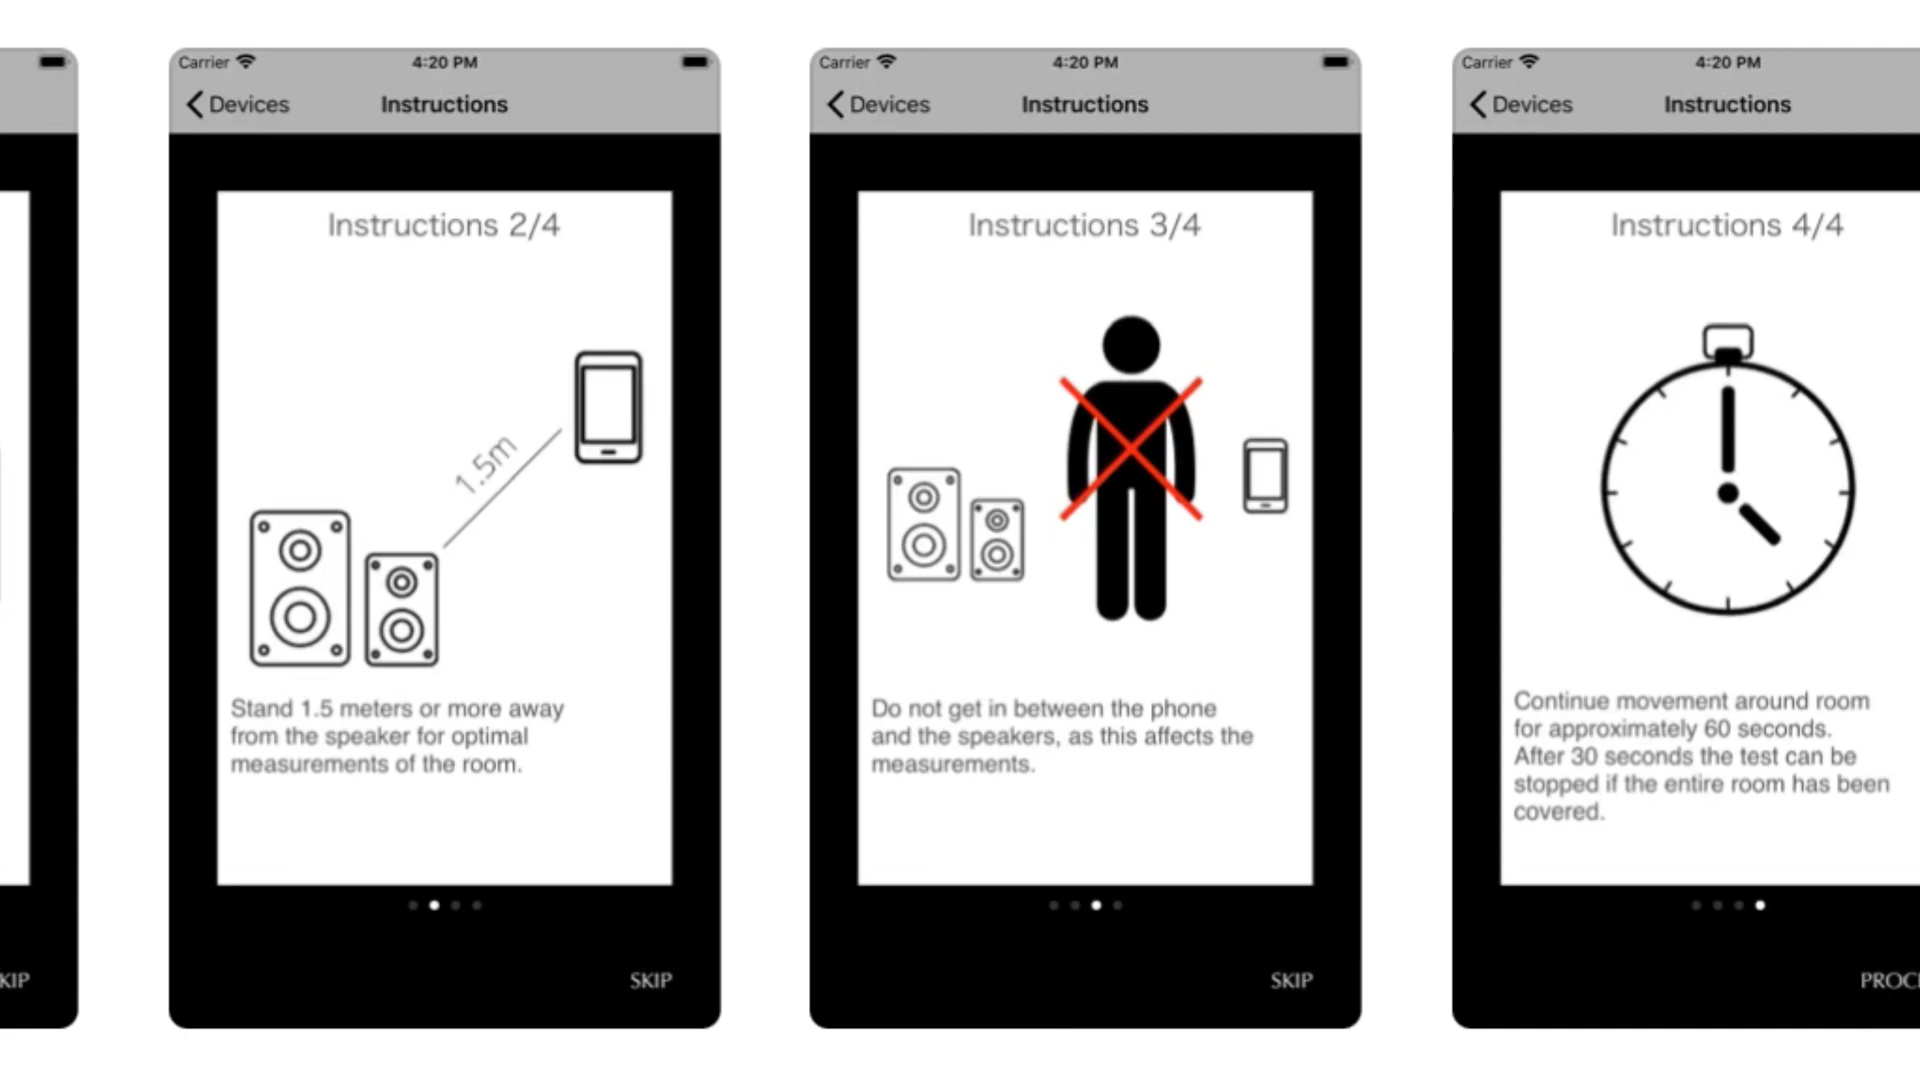 KIP
Carrier 4:20 PM
Devices Instructions
Instructions 2/4
1.5m
Stand 1.5 meters or more away
from the speaker for optimal
measurements of the room.
SKIP
Carrier 4:20 PM
Devices Instructions
Instructions 3/4
Do not get in between the phone
and the speakers, as this affects the
measurements.
SKIP
Carrier 4:20 PM
Devices Instructions
Instructions 4/4
Continue movement around room
for approximately 60 seconds.
After 30 seconds the test can be
stopped if the entire room has been
covered.
PROC